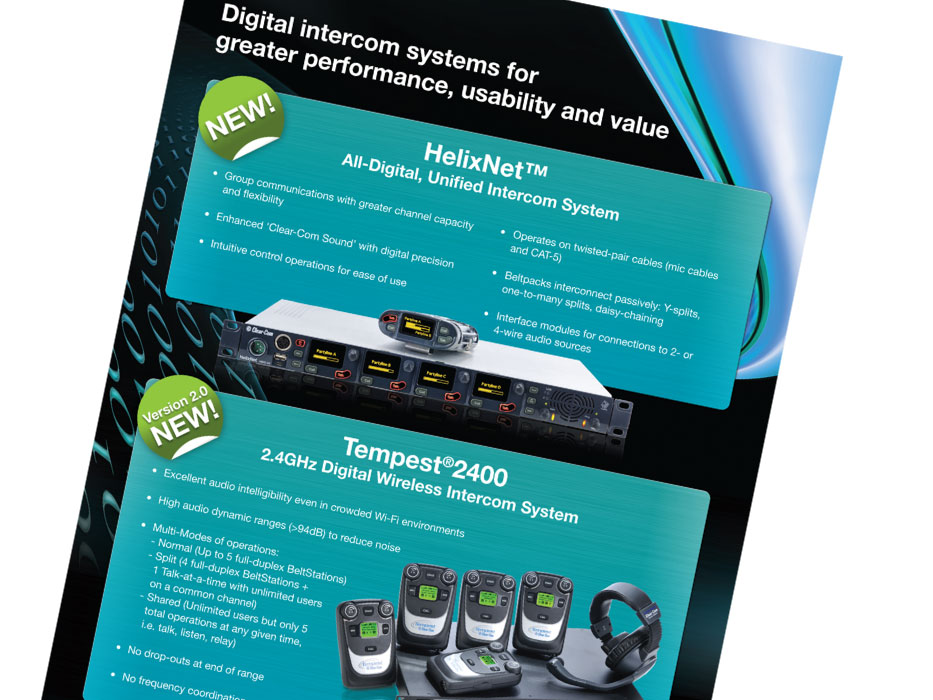 Digital intercom systems for
greater performance, usability and value
NEW!
HelixNet™
All-Digital, Unified Intercom System
• Group communications with greater channel capacity
and flexibility
• Enhanced 'Clear-Com Sound' with digital precision
• Intuitive control operations for ease of use
• Operates on twisted-pair cables (mic cables
and CAT-5)
• Beltpacks interconnect passively: Y-splits,
one-to-many splits, daisy-chaining
• Interface modules for connections to 2- or
4-wire audio sources
Clear-Com
HelixNet
Partyline A
Partyline B
Partyline C
Partyline D
Version 2.0
NEW!
Tempest®2400
2.4GHz Digital Wireless Intercom System
• Excellent audio intelligibility even in crowded Wi-Fi environments
• High audio dynamic ranges (>94dB) to reduce noise
• Multi-Modes of operations:
- Normal (Up to 5 full-duplex BeltStations)
- Split (4 full-duplex BeltStations +
1 Talk-at-a-time with unlimited users
on a common channel)
- Shared (Unlimited users but only 5
total operations at any given time,
i.e. talk, listen, relay)
• No drop-outs at end of range
• No frequency
Tempest
Tempest
Tempest
Tempest
Tempest
Clear-Com